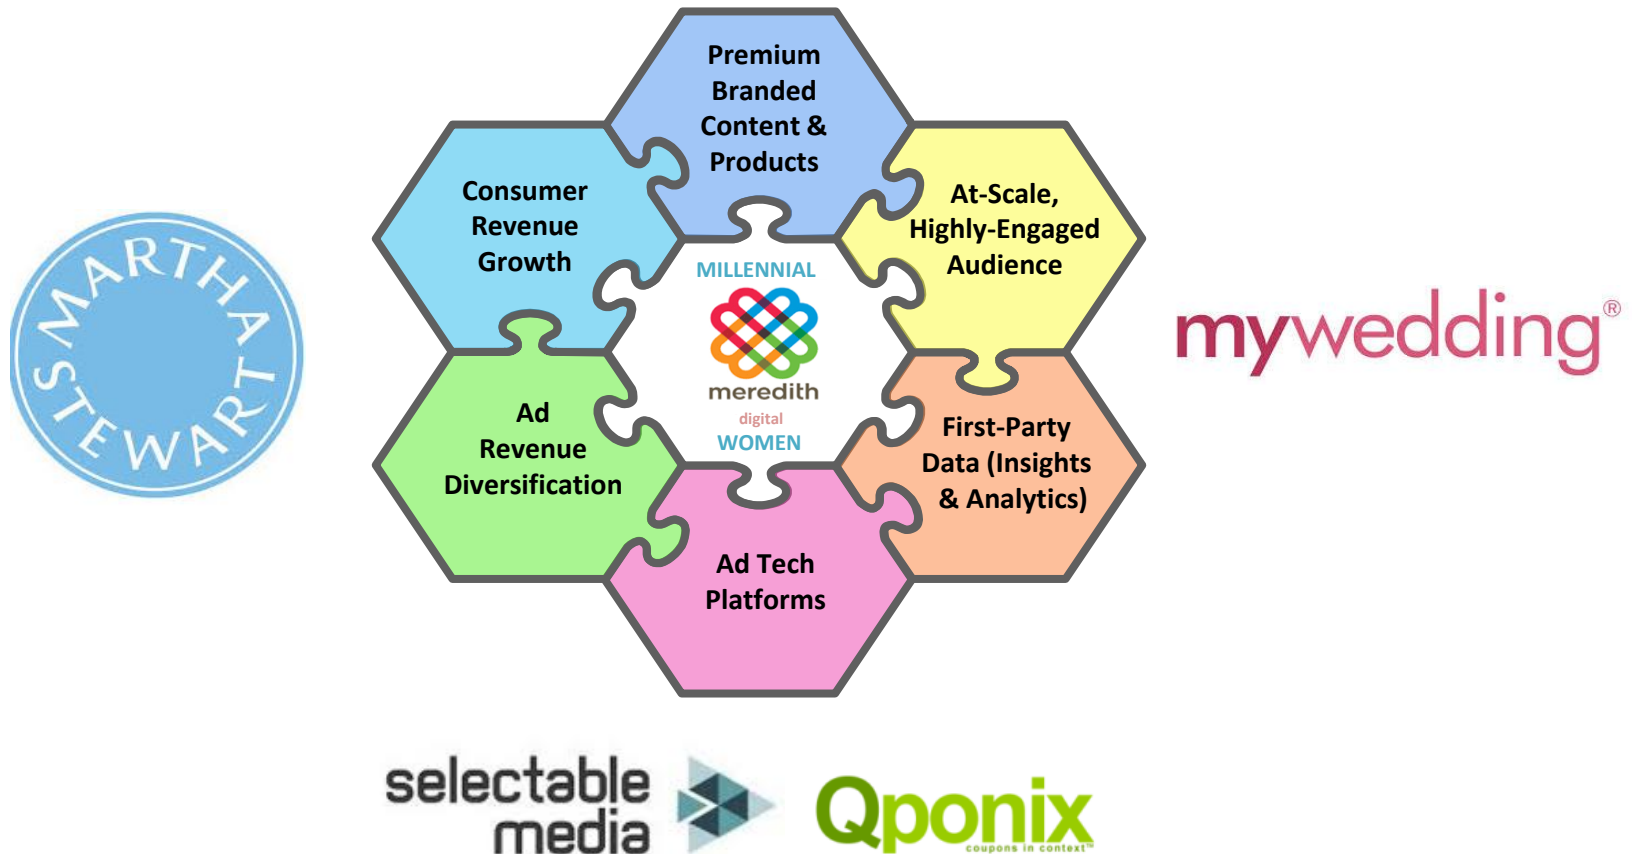 Premium
Branded
Content &
Products
Consumer
Revenue
Growth
At-Scale,
Highly-Engaged
Audience
MILLENNIAL
meredith
digital
WOMEN
Ad
Revenue
Diversification
First-Party
Data (Insights
& Analytics)
Ad Tech
Platforms
MARTHA
STEWART
mywedding®
selectable
media
Qponix
coupons in context™